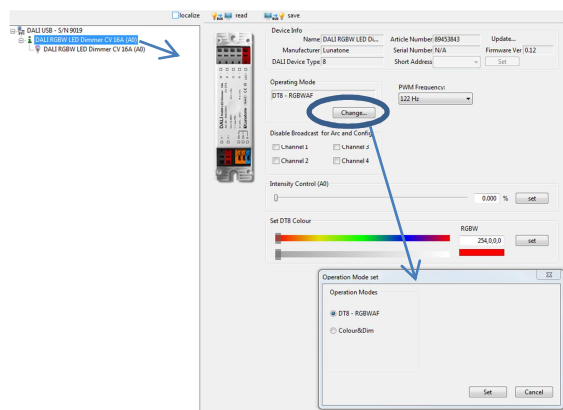 localize
read
save
DALI USB - S/N 9019
DALI RGBW LED Dimmer CV 16A (A0)
DALI RGBW LED Dimmer CV 16A (A0)
Device Info
Name DALI RGBW LED Di... Article Number 89453843 Update...
Manufacturer Lunatone Serial Number N/A Firmware Ver 0.12
DALI Device Type 8 Short Address Set
Operating Mode
DT8 - RGBWAF
Change...
PWM Frequency:
122 Hz
Disable Broadcast for Arc and Config
Channel 1 Channel 3
Channel 2 Channel 4
Intensity Control (A0)
0.000 % set
Set DT8 Colour
RGBW
254,0,0,0 set
Operation Mode set
Operation Modes
DT8 - RGBWAF
Colour&Dim
Set Cancel